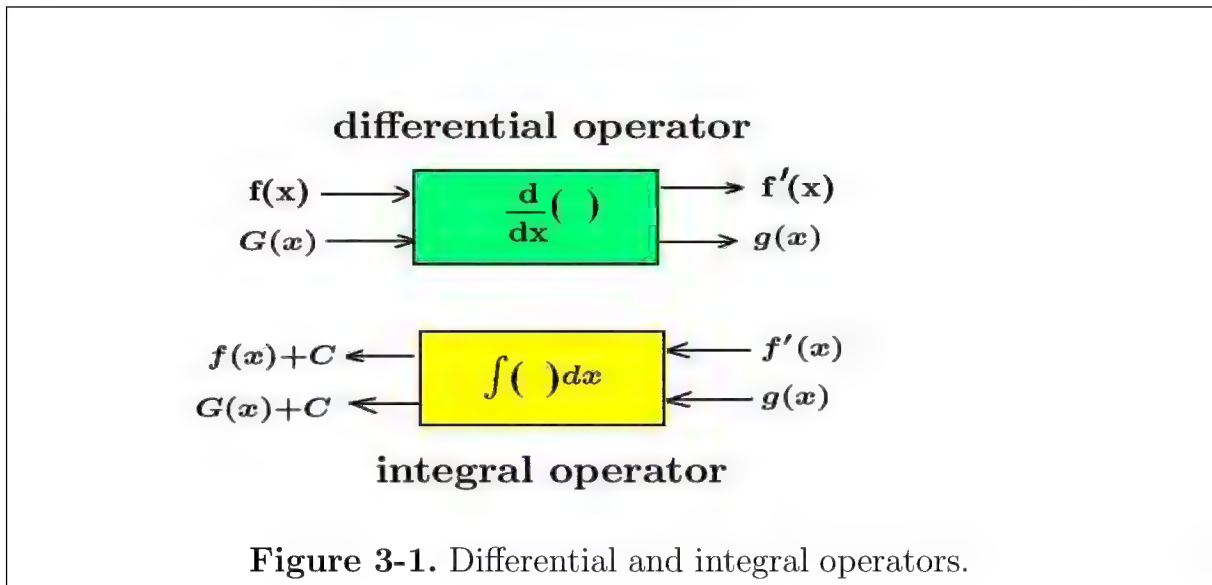 differential operator
f(x) d/dx ( ) f'(x)
G(x) g(x)
f(x)+C ∫( )dx f'(x)
G(x)+C g(x)
integral operator
Figure 3-1. Differential and integral operators.